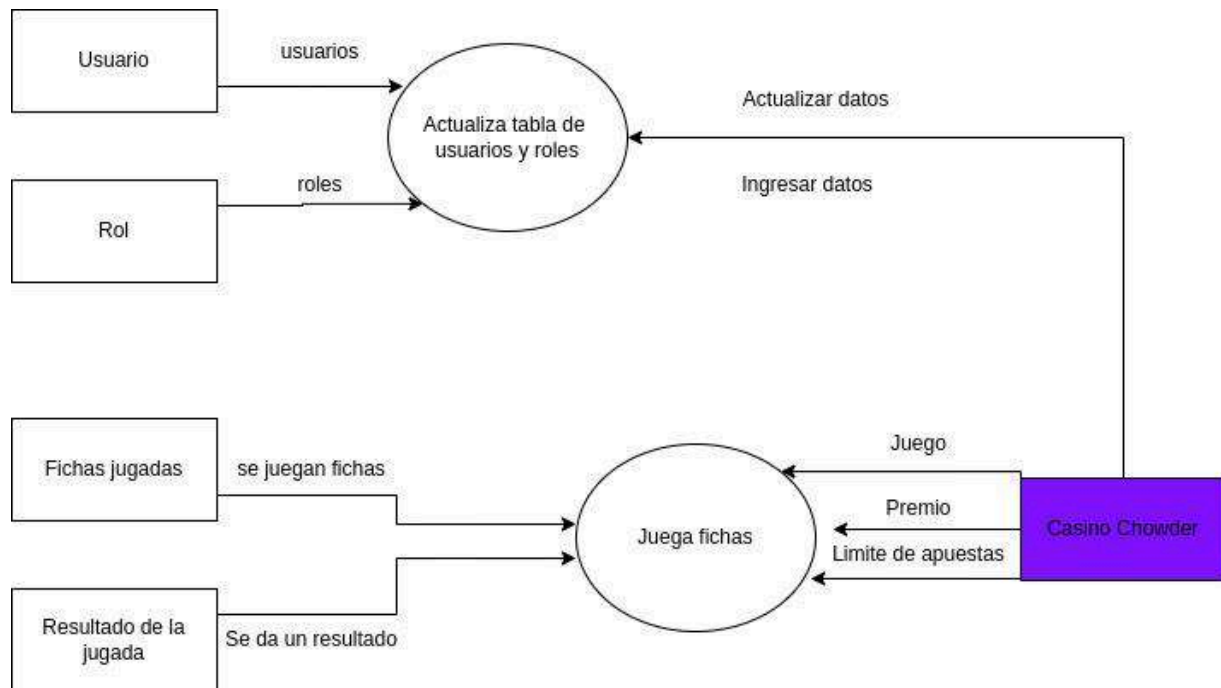 Usuario
usuarios
Actualiza tabla de
usuarios y roles
Actualizar datos
Ingresar datos
roles
Rol
Fichas jugadas
se juegan fichas
Juego
Premio
Casino Chowder
Juega fichas
Limite de apuestas
Resultado de la
jugada
Se da un resultado